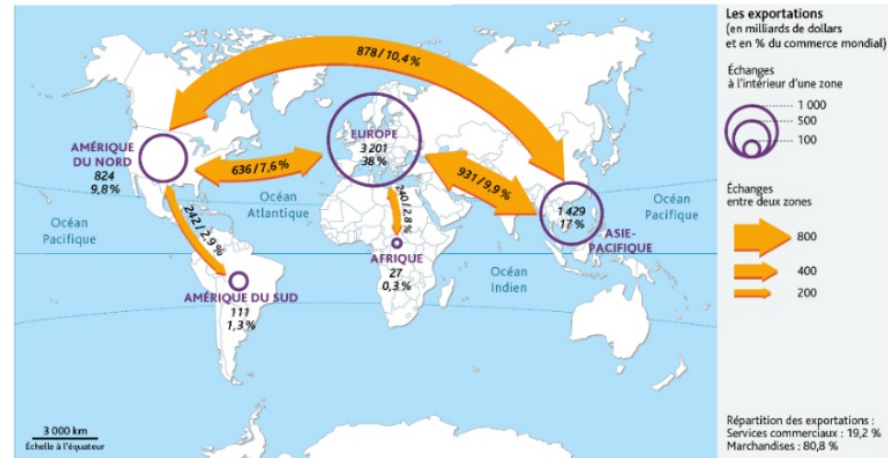 878/10,4 %
AMÉRIQUE
DU NORD
824
9,8 %
636/7,6 %
EUROPE
3 201
38 %
931/9,9 %
240/2,8 %
1 429
17 %
ASIE-
PACIFIQUE
Océan
Pacifique
Océan
Atlantique
Océan
Pacifique
242/2,9 %
AFRIQUE
27
0,3 %
Océan
Indien
AMÉRIQUE DU SUD
111
1,3 %
3 000 km
Échelle à l'équateur
Les exportations
(en milliards de dollars
et en % du commerce mondial)
Échanges
à l'intérieur d'une zone
1 000
500
100
Échanges
entre deux zones
800
400
200
Répartition des exportations :
Services commerciaux : 19,2 %
Marchandises : 80,8 %